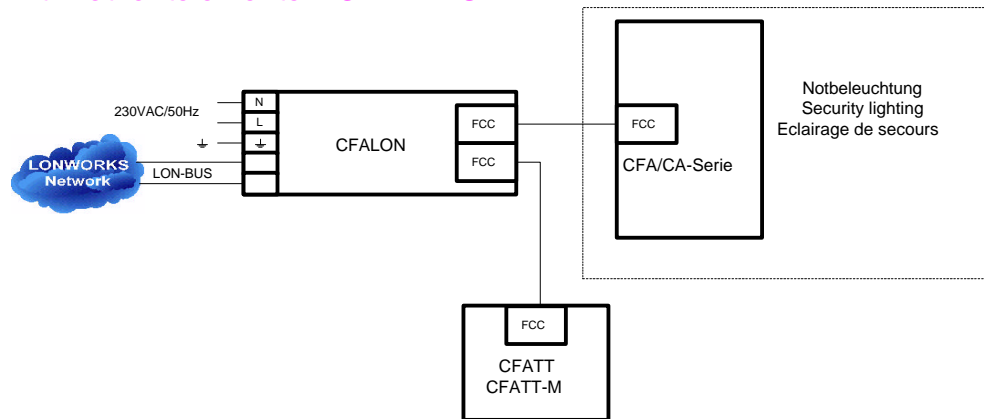 N
230VAC/50Hz
L
LONWORKS
Network
LON-BUS
CFALON
FCC
FCC
FCC
CFA/CA-Serie
Notbeleuchtung
Security lighting
Eclairage de secours
FCC
CFATT
CFATT-M